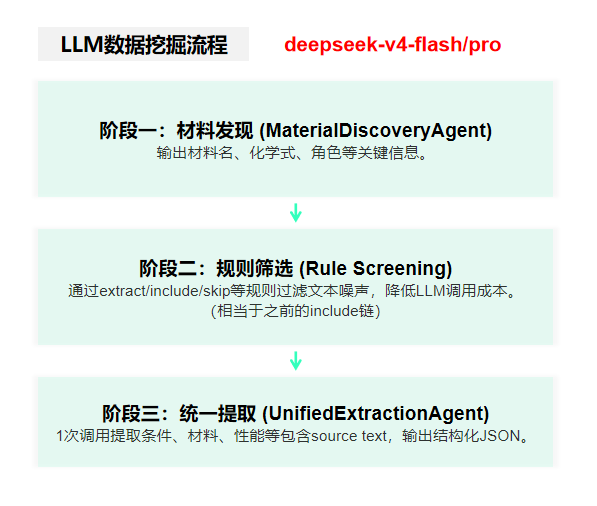 LLM数据挖掘流程
deepseek-v4-flash/pro
阶段一：材料发现 (MaterialDiscoveryAgent)
输出材料名、化学式、角色等关键信息。
阶段二：规则筛选 (Rule Screening)
通过extract/include/skip等规则过滤文本噪声，降低LLM调用成本。
（相当于之前的include链）
阶段三：统一提取 (UnifiedExtractionAgent)
1次调用提取条件、材料、性能等包含source text，输出结构化JSON。